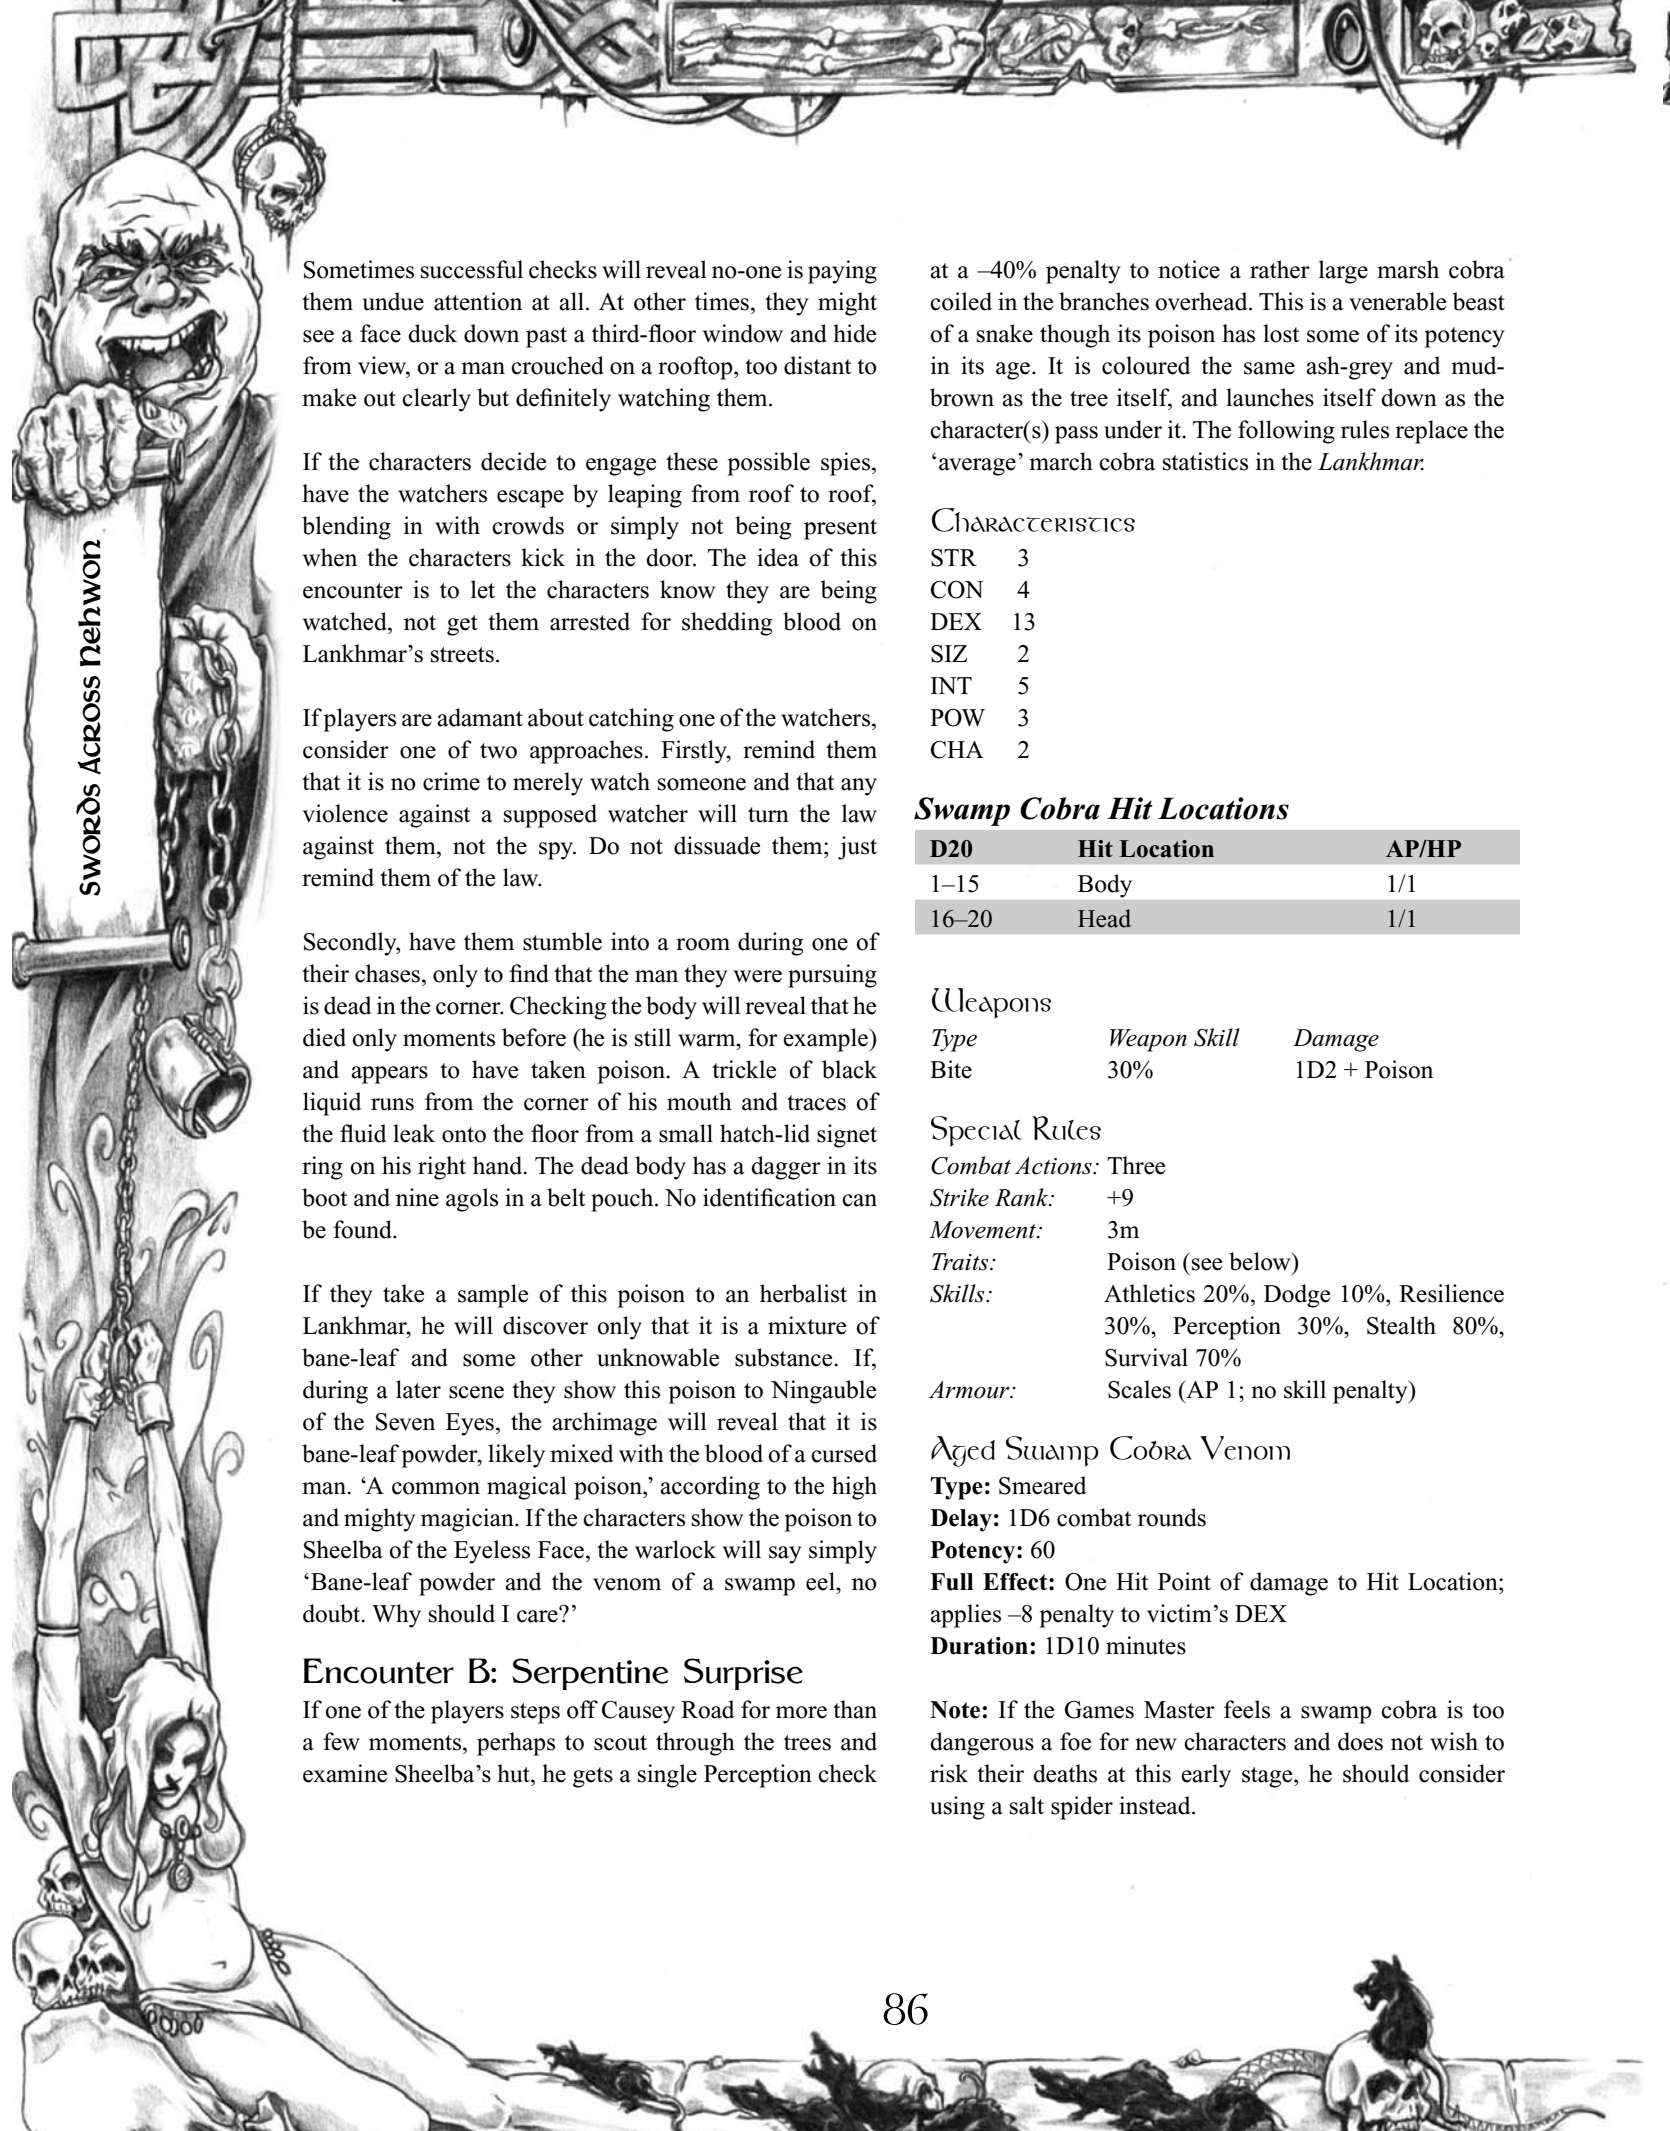 Swords Across Nehwon
Sometimes successful checks will reveal no-one is paying
them undue attention at all. At other times, they might
see a face duck down past a third-floor window and hide
from view, or a man crouched on a rooftop, too distant to
make out clearly but definitely watching them.
If the characters decide to engage these possible spies,
have the watchers escape by leaping from roof to roof,
blending in with crowds or simply not being present
when the characters kick in the door. The idea of this
encounter is to let the characters know they are being
watched, not get them arrested for shedding blood on
Lankhmar’s streets.
If players are adamant about catching one of the watchers,
consider one of two approaches. Firstly, remind them
that it is no crime to merely watch someone and that any
violence against a supposed watcher will turn the law
against them, not the spy. Do not dissuade them; just
remind them of the law.
Secondly, have them stumble into a room during one of
their chases, only to find that the man they were pursuing
is dead in the corner. Checking the body will reveal that he
died only moments before (he is still warm, for example)
and appears to have taken poison. A trickle of black
liquid runs from the corner of his mouth and traces of
the fluid leak onto the floor from a small hatch-lid signet
ring on his right hand. The dead body has a dagger in its
boot and nine agols in a belt pouch. No identification can
be found.
If they take a sample of this poison to an herbalist in
Lankhmar, he will discover only that it is a mixture of
bane-leaf and some other unknowable substance. If,
during a later scene they show this poison to Ningauble
of the Seven Eyes, the archimage will reveal that it is
bane-leaf powder, likely mixed with the blood of a cursed
man. ‘A common magical poison,’ according to the high
and mighty magician. If the characters show the poison to
Sheelba of the Eyeless Face, the warlock will say simply
‘Bane-leaf powder and the venom of a swamp eel, no
doubt. Why should I care?’
Encounter B: Serpentine Surprise
If one of the players steps off Causey Road for more than
a few moments, perhaps to scout through the trees and
examine Sheelba’s hut, he gets a single Perception check
at a –40% penalty to notice a rather large marsh cobra
coiled in the branches overhead. This is a venerable beast
of a snake though its poison has lost some of its potency
in its age. It is coloured the same ash-grey and mud-
brown as the tree itself, and launches itself down as the
character(s) pass under it. The following rules replace the
‘average’ march cobra statistics in the Lankhmar.
Characteristics
STR 3
CON 4
DEX 13
SIZ 2
INT 5
POW 3
CHA 2
Swamp Cobra Hit Locations
D20 Hit Location AP/HP
1–15 Body 1/1
16–20 Head 1/1
Weapons
Type Weapon Skill Damage
Bite 30% 1D2 + Poison
Special Rules
Combat Actions: Three
Strike Rank: +9
Movement: 3m
Traits: Poison (see below)
Skills: Athletics 20%, Dodge 10%, Resilience
30%, Perception 30%, Stealth 80%,
Survival 70%
Armour: Scales (AP 1; no skill penalty)
Aged Swamp Cobra Venom
Type: Smeared
Delay: 1D6 combat rounds
Potency: 60
Full Effect: One Hit Point of damage to Hit Location;
applies –8 penalty to victim’s DEX
Duration: 1D10 minutes
Note: If the Games Master feels a swamp cobra is too
dangerous a foe for new characters and does not wish to
risk their deaths at this early stage, he should consider
using a salt spider instead.
86